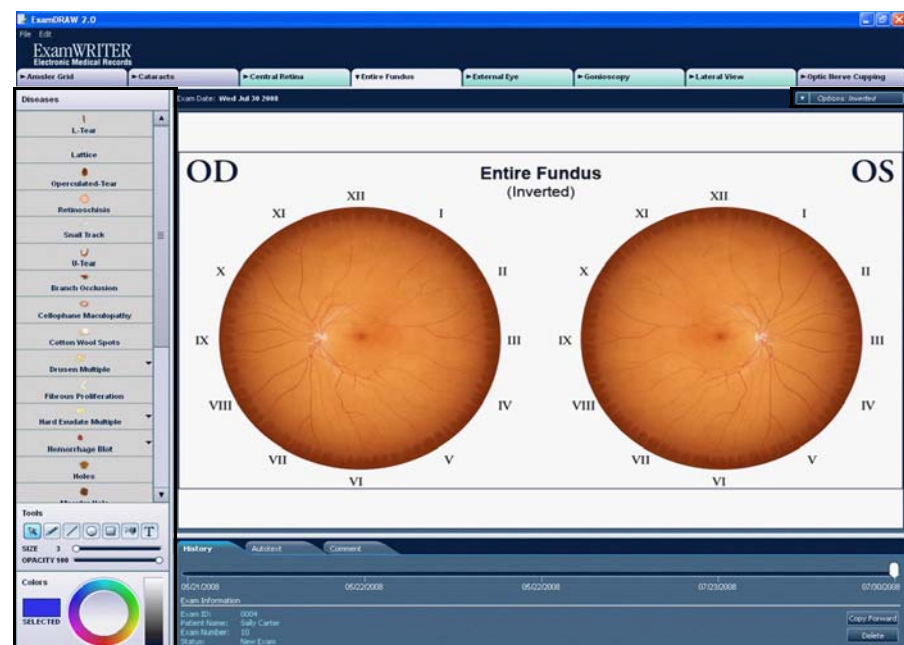 ExamDRAW 2.0
File Edit
ExamWRITER
Electronic Medical Records
Amsler Grid
Cataracts
Central Retina
Entire Fundus
External Eye
Gonioscopy
Lateral View
Optic Nerve Cupping
Diseases
Exam Date: Wed Jul 30 2008
Options: Inverted
L-Tear
Lattice
Operculated-Tear
Retinoschisis
Snail Track
U-Tear
Branch Occlusion
Cellophane Maculopathy
Cotton Wool Spots
Drusen Multiple
Fibrous Proliferation
Hard Exudate Multiple
Hemorrhage Blot
Holes
OD
Entire Fundus
(Inverted)
OS
XII
XI
I
X
II
IX
III
VIII
IV
VII
V
VI
XII
XI
I
X
II
IX
III
VIII
IV
VII
V
VI
Tools
T
SIZE 3
OPACITY 100
Colors
SELECTED
History
Autotext
Comment
05/21/2008
05/22/2008
05/22/2008
07/23/2008
07/30/2008
Exam Information
Exam ID: 0004
Patient Name: Sally Carter
Exam Number: 10
Status: New Exam
Copy Forward
Delete